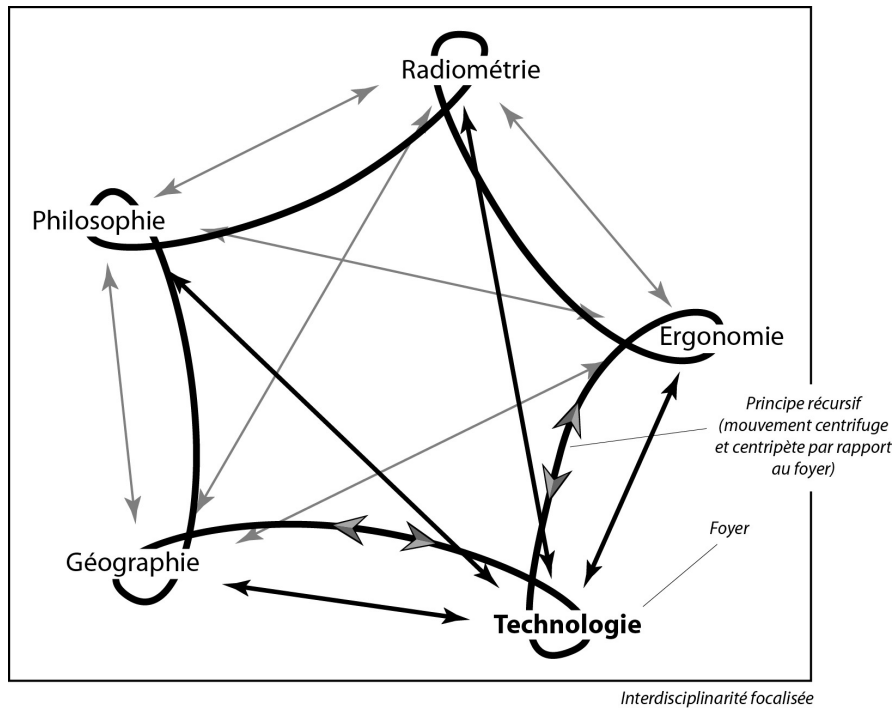 Radiométrie
Philosophie
Ergonomie
Principe récursif
(mouvement centrifuge
et centripète par rapport
au foyer)
Foyer
Géographie
Technologie
Interdisciplinarité focalisée